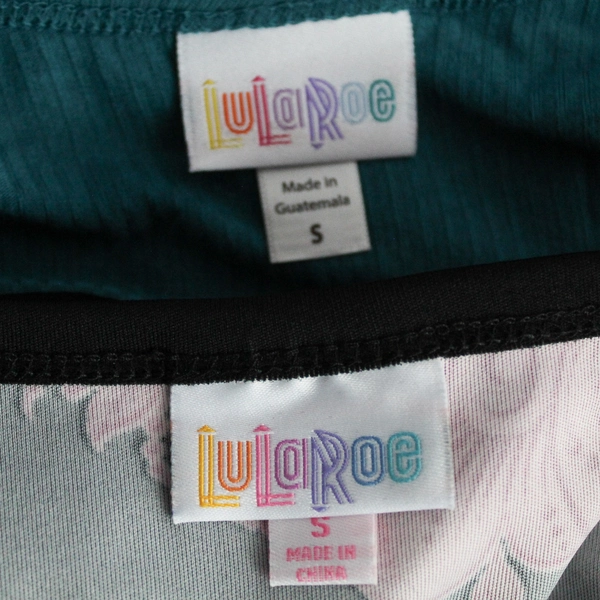 LuLaRoe
Made in
Guatemala
S
LuLaRoe
S
MADE IN
CHINA